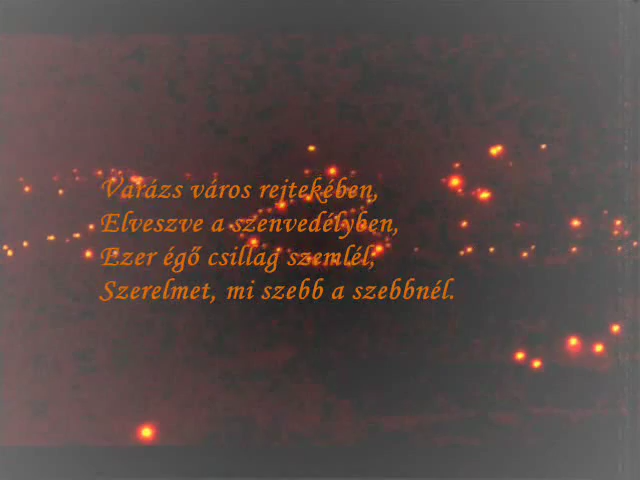 Varázs város rejtekében,
Elveszve a szenvedélyben,
Ezer égő csillag szemlél;
Szerelmet, mi szebb a szebbnél.